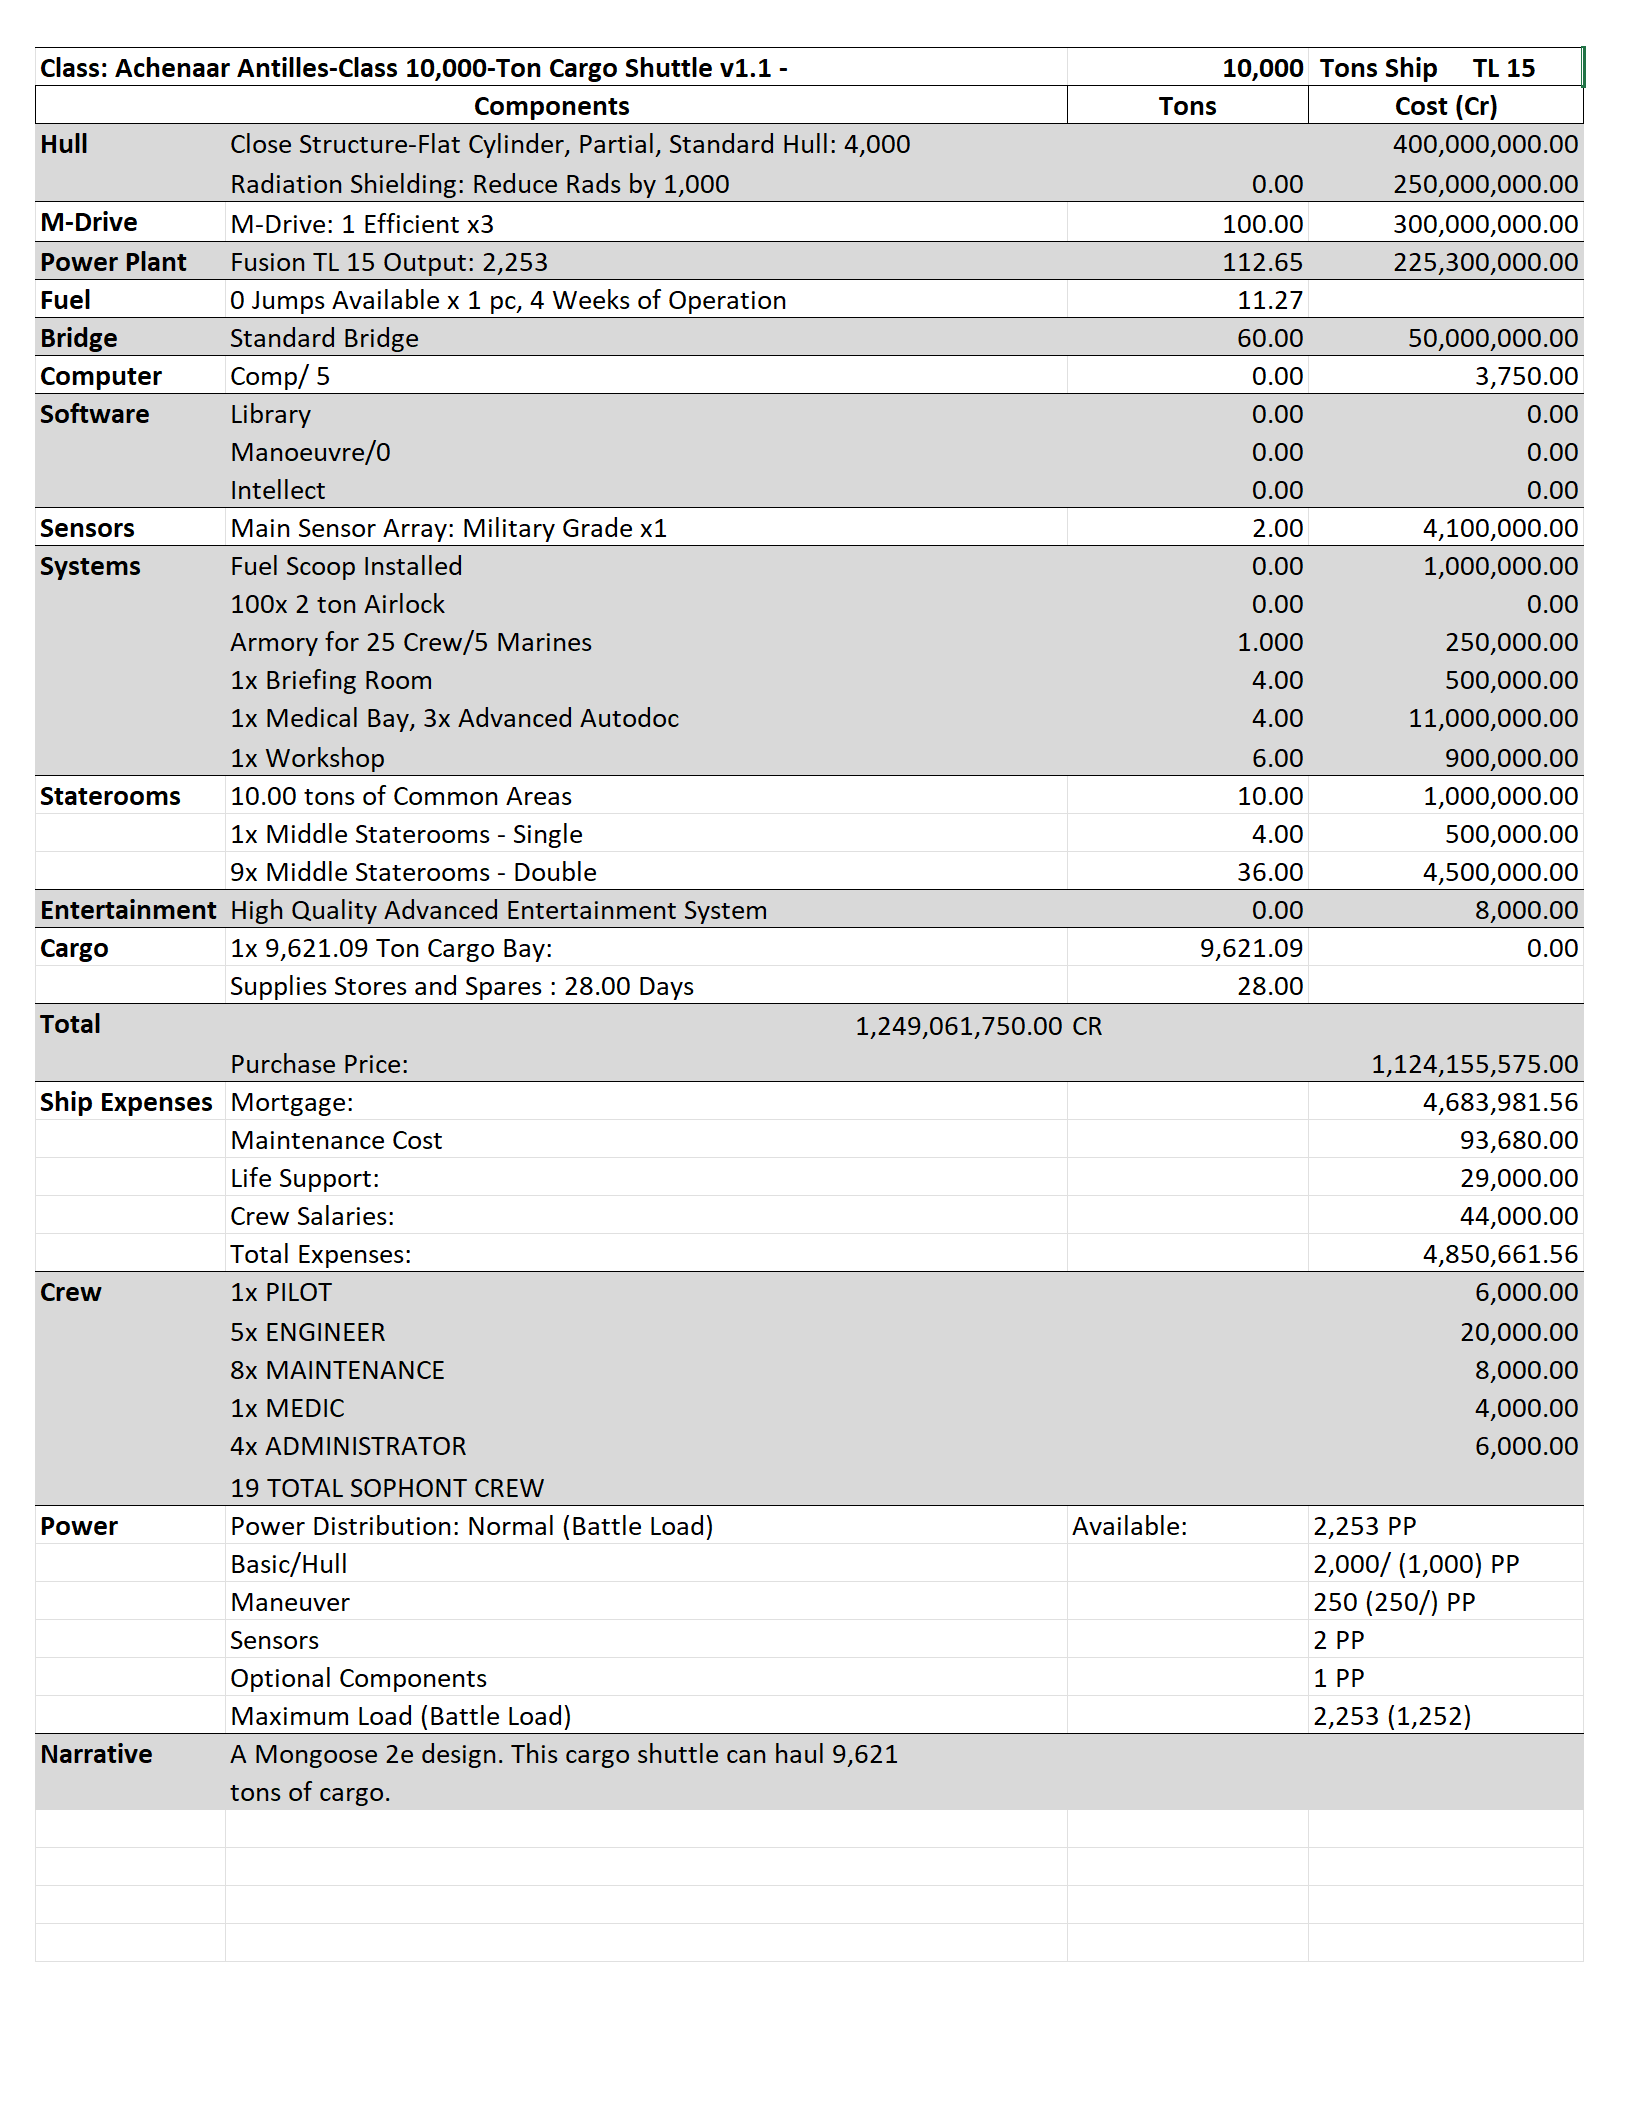 Class: Achenaar Antilles-Class 10,000-Ton Cargo Shuttle v1.1 - 10,000 Tons Ship TL 15
Components Tons Cost (Cr)
Hull Close Structure-Flat Cylinder, Partial, Standard Hull: 4,000 400,000,000.00
Radiation Shielding: Reduce Rads by 1,000 0.00 250,000,000.00
M-Drive M-Drive: 1 Efficient x3 100.00 300,000,000.00
Power Plant Fusion TL 15 Output: 2,253 112.65 225,300,000.00
Fuel 0 Jumps Available x 1 pc, 4 Weeks of Operation 11.27
Bridge Standard Bridge 60.00 50,000,000.00
Computer Comp/ 5 0.00 3,750.00
Software Library 0.00 0.00
Manoeuvre/0 0.00 0.00
Intellect 0.00 0.00
Sensors Main Sensor Array: Military Grade x1 2.00 4,100,000.00
Systems Fuel Scoop Installed 0.00 1,000,000.00
100x 2 ton Airlock 0.00 0.00
Armory for 25 Crew/5 Marines 1.000 250,000.00
1x Briefing Room 4.00 500,000.00
1x Medical Bay, 3x Advanced Autodoc 4.00 11,000,000.00
1x Workshop 6.00 900,000.00
Staterooms 10.00 tons of Common Areas 10.00 1,000,000.00
1x Middle Staterooms - Single 4.00 500,000.00
9x Middle Staterooms - Double 36.00 4,500,000.00
Entertainment High Quality Advanced Entertainment System 0.00 8,000.00
Cargo 1x 9,621.09 Ton Cargo Bay: 9,621.09 0.00
Supplies Stores and Spares : 28.00 Days 28.00
Total 1,249,061,750.00 CR
Purchase Price: 1,124,155,575.00
Ship Expenses Mortgage: 4,683,981.56
Maintenance Cost 93,680.00
Life Support: 29,000.00
Crew Salaries: 44,000.00
Total Expenses: 4,850,661.56
Crew 1x PILOT 6,000.00
5x ENGINEER 20,000.00
8x MAINTENANCE 8,000.00
1x MEDIC 4,000.00
4x ADMINISTRATOR 6,000.00
19 TOTAL SOPHONT CREW
Power Power Distribution: Normal (Battle Load) Available: 2,253 PP
Basic/Hull 2,000/ (1,000) PP
Maneuver 250 (250/) PP
Sensors 2 PP
Optional Components 1 PP
Maximum Load (Battle Load) 2,253 (1,252)
Narrative A Mongoose 2e design. This cargo shuttle can haul 9,621
tons of cargo.